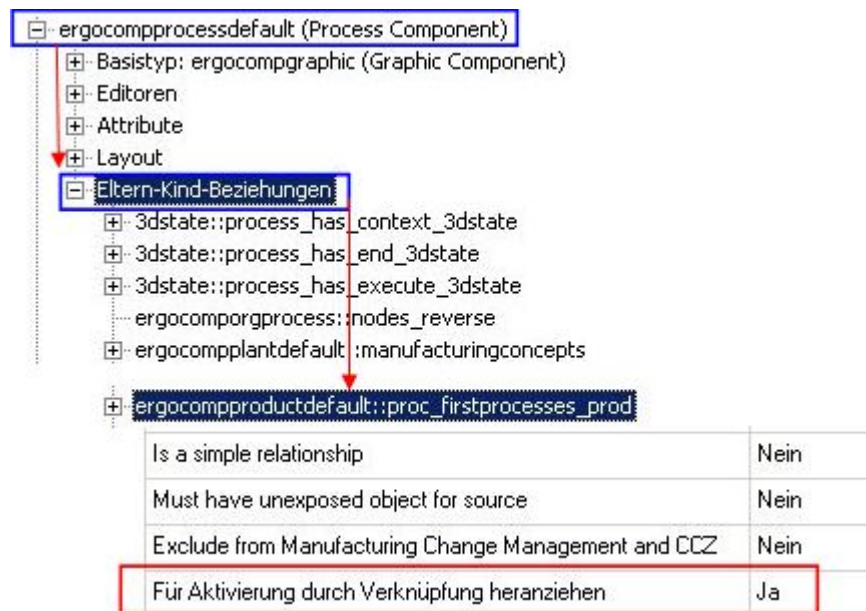 ergocompprocessdefault (Process Component)
Basistyp: ergocompgraphic (Graphic Component)
Editoren
Attribute
Layout
Eltern-Kind-Beziehungen
3dstate::process_has_context_3dstate
3dstate::process_has_end_3dstate
3dstate::process_has_execute_3dstate
ergocomporgprocess::nodes_reverse
ergocompplantdefault::manufacturingconcepts
ergocompproductdefault::proc_firstprocesses_prod
Is a simple relationship Nein
Must have unexposed object for source Nein
Exclude from Manufacturing Change Management and CCZ Nein
Für Aktivierung durch Verknüpfung heranziehen Ja